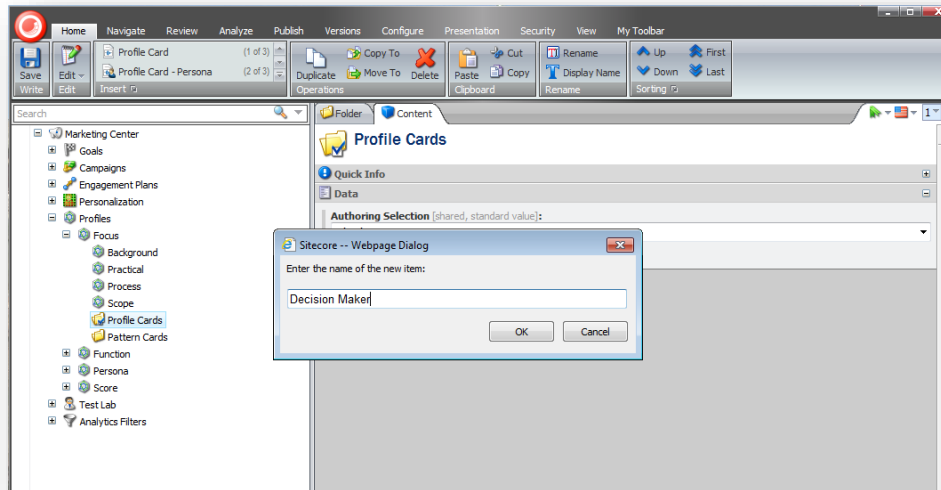 Home Navigate Review Analyze Publish Versions Configure Presentation Security View My Toolbar
Save
Write
Edit
Edit
Profile Card (1 of 3)
Profile Card - Persona (2 of 3)
Insert
Duplicate
Copy To
Move To
Delete
Operations
Paste
Cut
Copy
Clipboard
Rename
Display Name
Rename
Up
First
Down
Last
Sorting
Search
Folder Content
1
Marketing Center
Goals
Campaigns
Engagement Plans
Personalization
Profiles
Focus
Background
Practical
Process
Scope
Profile Cards
Pattern Cards
Function
Persona
Score
Test Lab
Analytics Filters
Profile Cards
Quick Info
Data
Authoring Selection [shared, standard value]:
Sitecore -- Webpage Dialog
Enter the name of the new item:
Decision Maker
OK Cancel